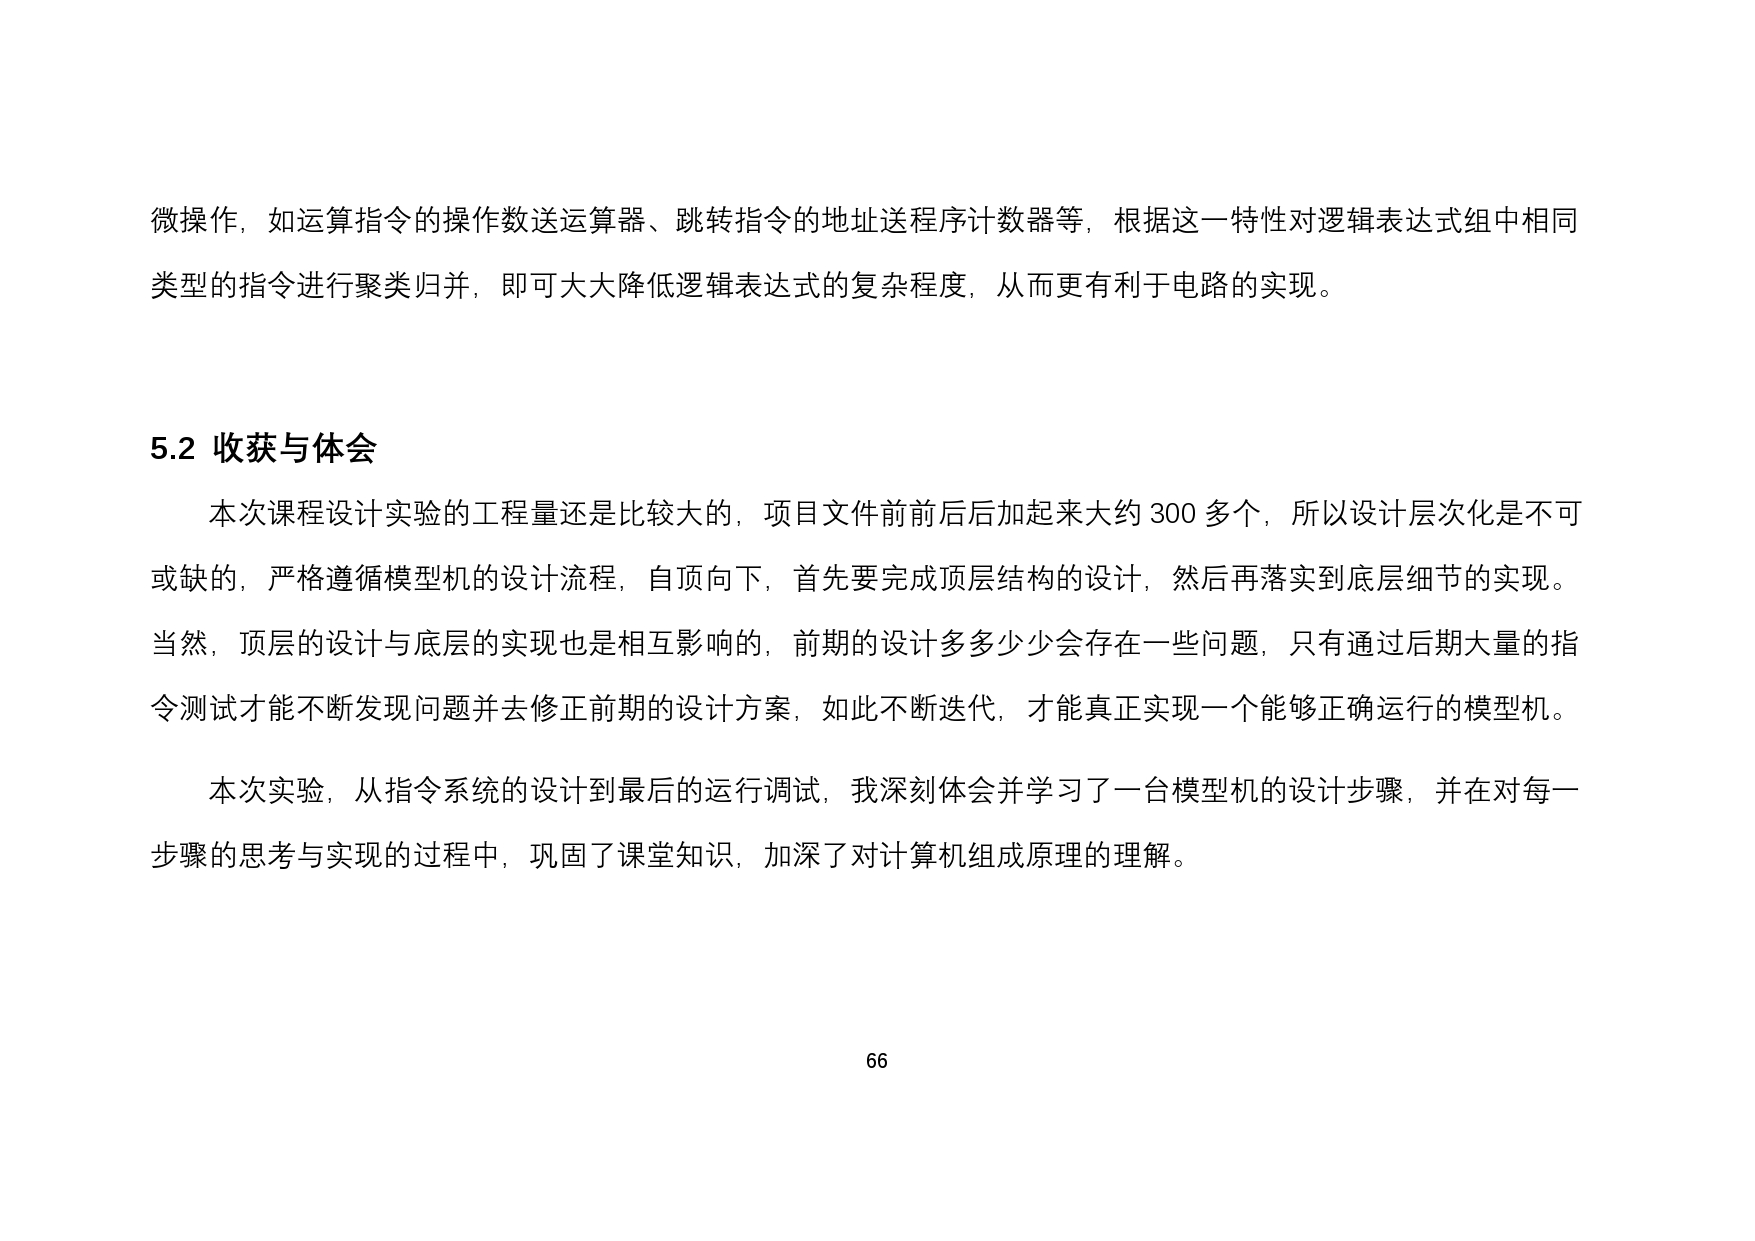 微操作，如运算指令的操作数送运算器、跳转指令的地址送程序计数器等，根据这一特性对逻辑表达式组中相同
类型的指令进行聚类归并，即可大大降低逻辑表达式的复杂程度，从而更有利于电路的实现。
5.2 收获与体会
本次课程设计实验的工程量还是比较大的，项目文件前前后后加起来大约 300 多个，所以设计层次化是不可
或缺的，严格遵循模型机的设计流程，自顶向下，首先要完成顶层结构的设计，然后再落实到底层细节的实现。
当然，顶层的设计与底层的实现也是相互影响的，前期的设计多多少少会存在一些问题，只有通过后期大量的指
令测试才能不断发现问题并去修正前期的设计方案，如此不断迭代，才能真正实现一个能够正确运行的模型机。
本次实验，从指令系统的设计到最后的运行调试，我深刻体会并学习了一台模型机的设计步骤，并在对每一
步骤的思考与实现的过程中，巩固了课堂知识，加深了对计算机组成原理的理解。
66